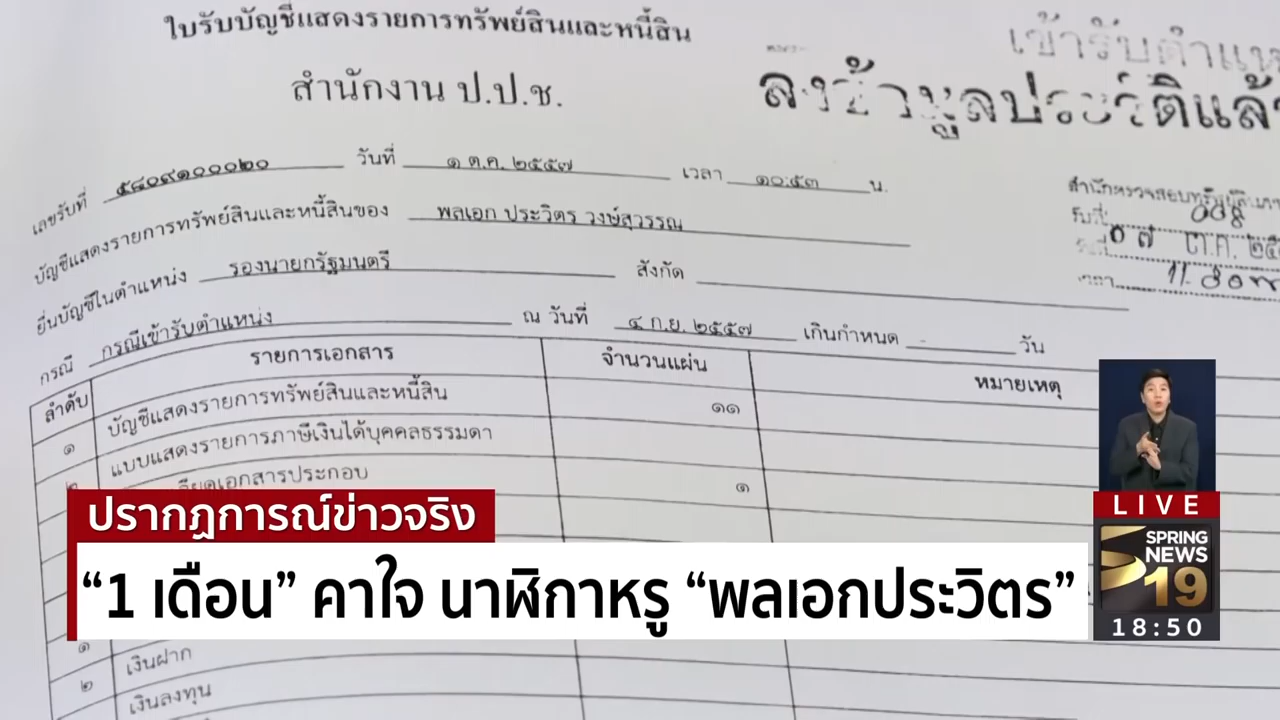 ใบรับบัญชีแสดงรายการทรัพย์สินและหนี้สิน
สำนักงาน ป.ป.ช.
เข้ารับตำแห
ลงข้อมูลประวัติแล้ว
เลขรับที่ ๕๘๐๙๑๐๐๐๒๐ วันที่ ๑ ต.ค. ๒๕๕๗ เวลา ๑๐:๕๓ น.
บัญชีแสดงรายการทรัพย์สินและหนี้สินของ พลเอก ประวิตร วงษ์สุวรรณ
ยื่นบัญชีในตำแหน่ง รองนายกรัฐมนตรี สังกัด
กรณี กรณีเข้ารับตำแหน่ง ณ วันที่ ๔ ก.ย. ๒๕๕๗ เกินกำหนด - วัน
รับที่
๐๗ ต.ค.
ลำดับ รายการเอกสาร จำนวนแผ่น หมายเหตุ
๑ บัญชีแสดงรายการทรัพย์สินและหนี้สิน ๑๑
๒ แบบแสดงรายการภาษีเงินได้บุคคลธรรมดา
เอกสารประกอบ ๑
๑ เงินฝาก
๒ เงินลงทุน
ปรากฏการณ์ข่าวจริง
“1 เดือน” คาใจ นาฬิกาหรู “พลเอกประวิตร”
LIVE
SPRING
NEWS
19
18:50